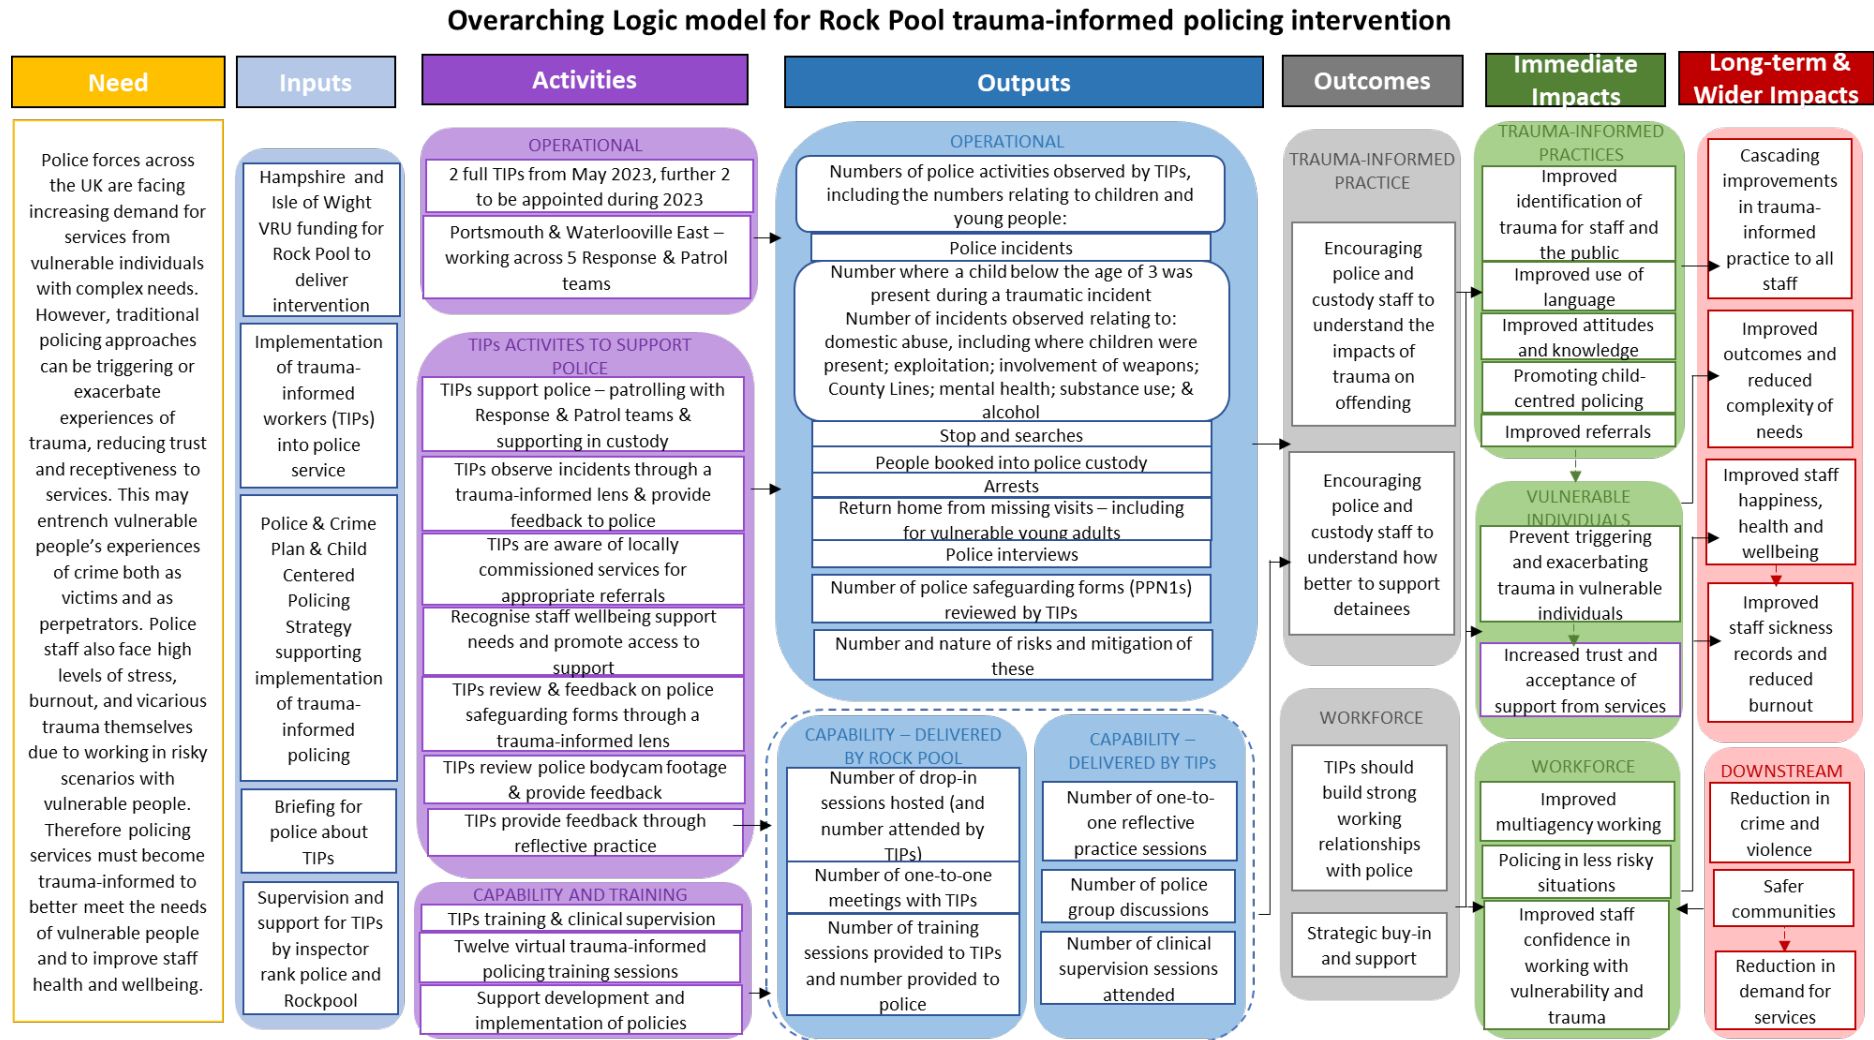 Overarching Logic model for Rock Pool trauma-informed policing intervention
Need
Inputs
Activities
Outputs
Outcomes
Immediate
Impacts
Long-term &
Wider Impacts
Police forces across
the UK are facing
increasing demand for
services from
vulnerable individuals
with complex needs.
However, traditional
policing approaches
can be triggering or
exacerbate
experiences of
trauma, reducing trust
and receptiveness to
services. This may
entrench vulnerable
people's experiences
of crime both as
victims and as
perpetrators. Police
staff also face high
levels of stress,
burnout, and vicarious
trauma themselves
due to working in risky
scenarios with
vulnerable people.
Therefore policing
services must become
trauma-informed to
better meet the needs
of vulnerable people
and to improve staff
health and wellbeing.
Hampshire and
Isle of Wight
VRU funding for
Rock Pool to
deliver
intervention
Implementation
of trauma-
informed
workers (TIPs)
into police
service
Police & Crime
Plan & Child
Centered
Policing
Strategy
supporting
implementation
of trauma-
informed
policing
Briefing for
police about
TIPs
Supervision and
support for TIPs
by inspector
rank police and
Rockpool
OPERATIONAL
2 full TIPs from May 2023, further 2
to be appointed during 2023
Portsmouth & Waterlooville East –
working across 5 Response & Patrol
teams
TIPs ACTIVITES TO SUPPORT
POLICE
TIPs support police – patrolling with
Response & Patrol teams &
supporting in custody
TIPs observe incidents through a
trauma-informed lens & provide
feedback to police
TIPs are aware of locally
commissioned services for
appropriate referrals
Recognise staff wellbeing support
needs and promote access to
support
TIPs review & feedback on police
safeguarding forms through a
trauma-informed lens
TIPs review police bodycam footage
& provide feedback
TIPs provide feedback through
reflective practice
CAPABILITY AND TRAINING
TIPs training & clinical supervision
Twelve virtual trauma-informed
policing training sessions
Support development and
implementation of policies
OPERATIONAL
Numbers of police activities observed by TIPs,
including the numbers relating to children and
young people:
Police incidents
Number where a child below the age of 3 was
present during a traumatic incident
Number of incidents observed relating to:
domestic abuse, including where children were
present; exploitation; involvement of weapons;
County Lines; mental health; substance use; &
alcohol
Stop and searches
People booked into police custody
Arrests
Return home from missing visits – including
for vulnerable young adults
Police interviews
Number of police safeguarding forms (PPN1s)
reviewed by TIPs
Number and nature of risks and mitigation of
these
CAPABILITY – DELIVERED
BY ROCK POOL
Number of drop-in
sessions hosted (and
number attended by
TIPs)
Number of one-to-one
meetings with TIPs
Number of training
sessions provided to TIPs
and number provided to
police
CAPABILITY –
DELIVERED BY TIPs
Number of one-to-
one reflective
practice sessions
Number of police
group discussions
Number of clinical
supervision sessions
attended
TRAUMA-INFORMED
PRACTICE
Encouraging
police and
custody staff to
understand the
impacts of
trauma on
offending
Encouraging
police and
custody staff to
understand how
better to support
detainees
WORKFORCE
TIPs should
build strong
working
relationships
with police
Strategic buy-in
and support
TRAUMA-INFORMED
PRACTICES
Improved
identification of
trauma for staff and
the public
Improved use of
language
Improved attitudes
and knowledge
Promoting child-
centred policing
Improved referrals
VULNERABLE
INDIVIDUALS
Prevent triggering
and exacerbating
trauma in vulnerable
individuals
Increased trust and
acceptance of
support from services
WORKFORCE
Improved
multiagency working
Policing in less risky
situations
Improved staff
confidence in
working with
vulnerability and
trauma
Cascading
improvements
in trauma-
informed
practice to all
staff
Improved
outcomes and
reduced
complexity of
needs
Improved staff
happiness,
health and
wellbeing
Improved
staff sickness
records and
reduced
burnout
DOWNSTREAM
Reduction in
crime and
violence
Safer
communities
Reduction in
demand for
services